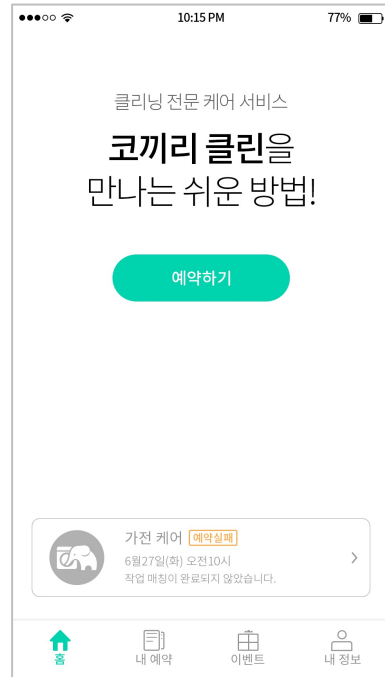 10:15 PM
77%
클리닝 전문 케어 서비스
코끼리 클린을
만나는 쉬운 방법!
예약하기
가전 케어 예약실패
6월27일(화) 오전10시
작업 매칭이 완료되지 않았습니다.
홈
내 예약
이벤트
내 정보